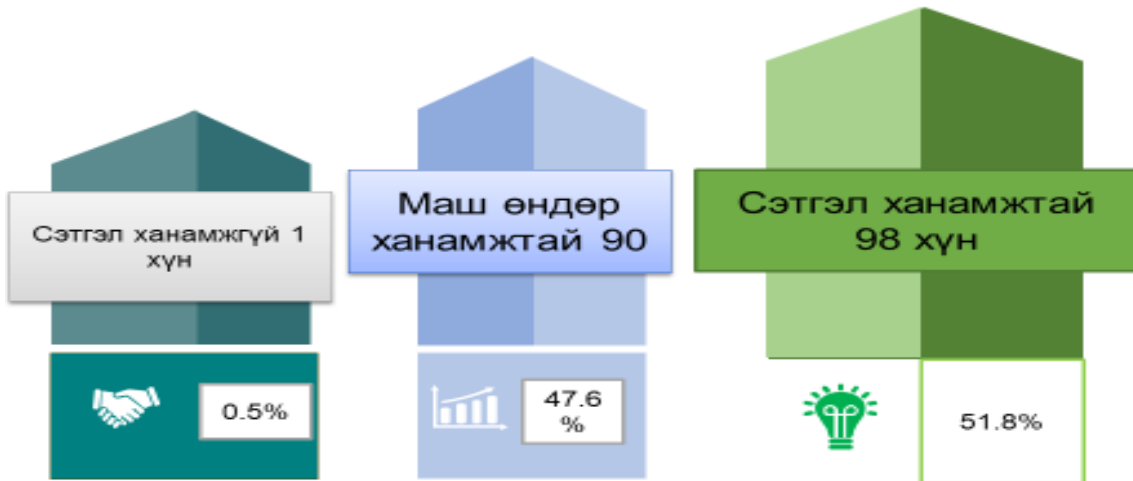 Сэтгэл ханамжгүй 1
хүн
0.5%
Маш өндөр
ханамжтай 90
47.6
%
Сэтгэл ханамжтай
98 хүн
51.8%